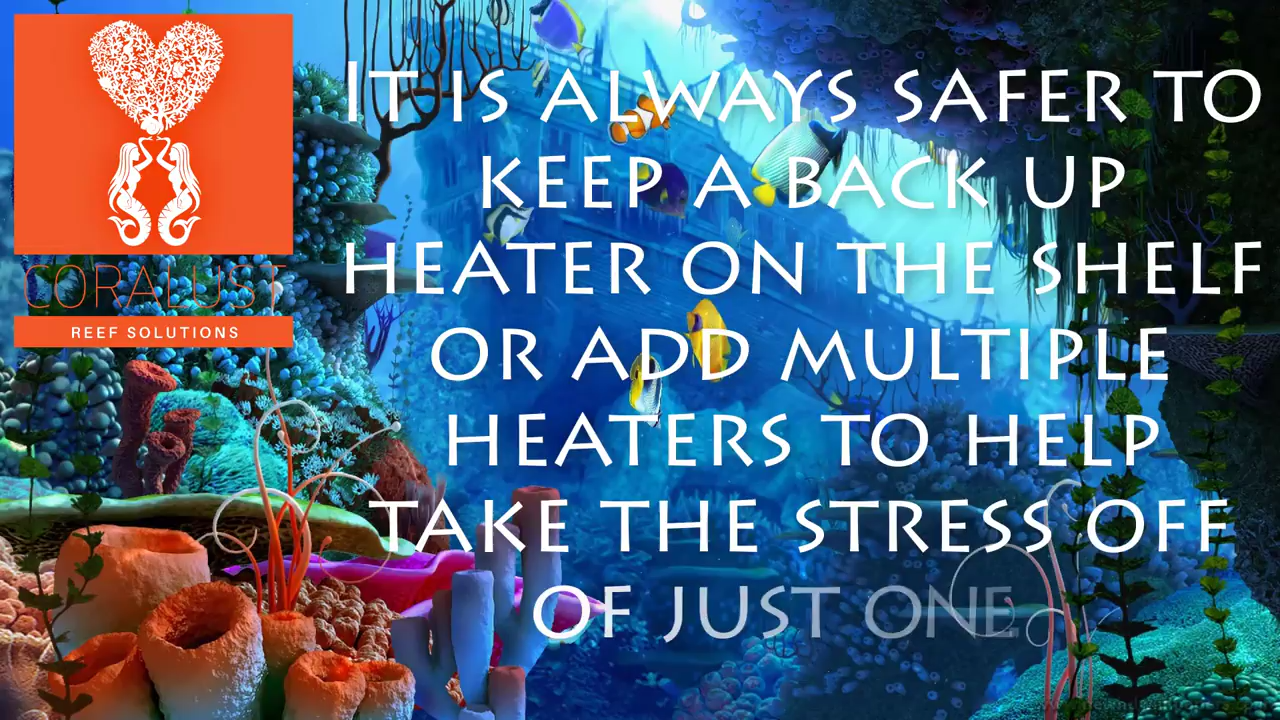 CORALUST
REEF SOLUTIONS
IT IS ALWAYS SAFER TO
KEEP A BACK UP
HEATER ON THE SHELF
OR ADD MULTIPLE
HEATERS TO HELP
TAKE THE STRESS OFF
OF JUST ONE.